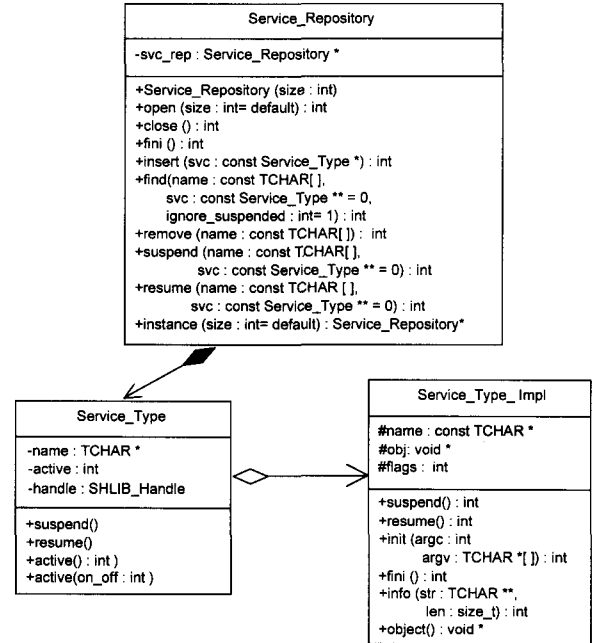 Service_Repository
-svc_rep : Service_Repository *
+Service_Repository (size : int)
+open (size : int= default) : int
+close () : int
+fini () : int
+insert (svc : const Service_Type *) : int
+find(name : const TCHAR[ ],
svc : const Service_Type ** = 0,
ignore_suspended : int= 1) : int
+remove (name : const TCHAR[ ]) : int
+suspend (name : const TCHAR[ ],
svc : const Service_Type ** = 0) : int
+resume (name : const TCHAR [ ],
svc : const Service_Type ** = 0) : int
+instance (size : int= default) : Service_Repository*
Service_Type
-name : TCHAR *
-active : int
-handle : SHLIB_Handle
+suspend()
+resume()
+active() : int )
+active(on_off : int )
Service_Type_ Impl
#name : const TCHAR *
#obj: void *
#flags : int
+suspend() : int
+resume() : int
+init (argc : int
argv : TCHAR *[ ]) : int
+fini () : int
+info (str : TCHAR **,
len : size_t) : int
+object() : void *